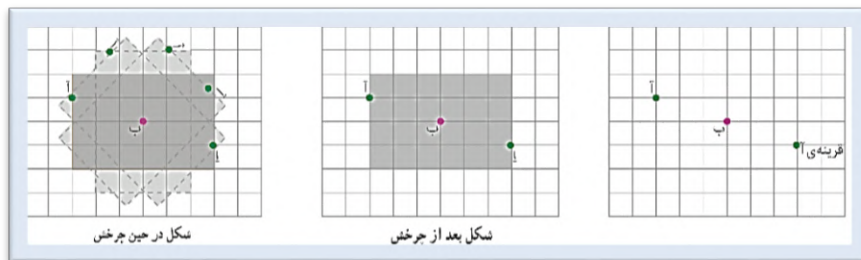 آ
ب
قرینه‌ی آ
آ
ب
آ
ب
شکل بعد از چرخش
شکل در حین چرخش